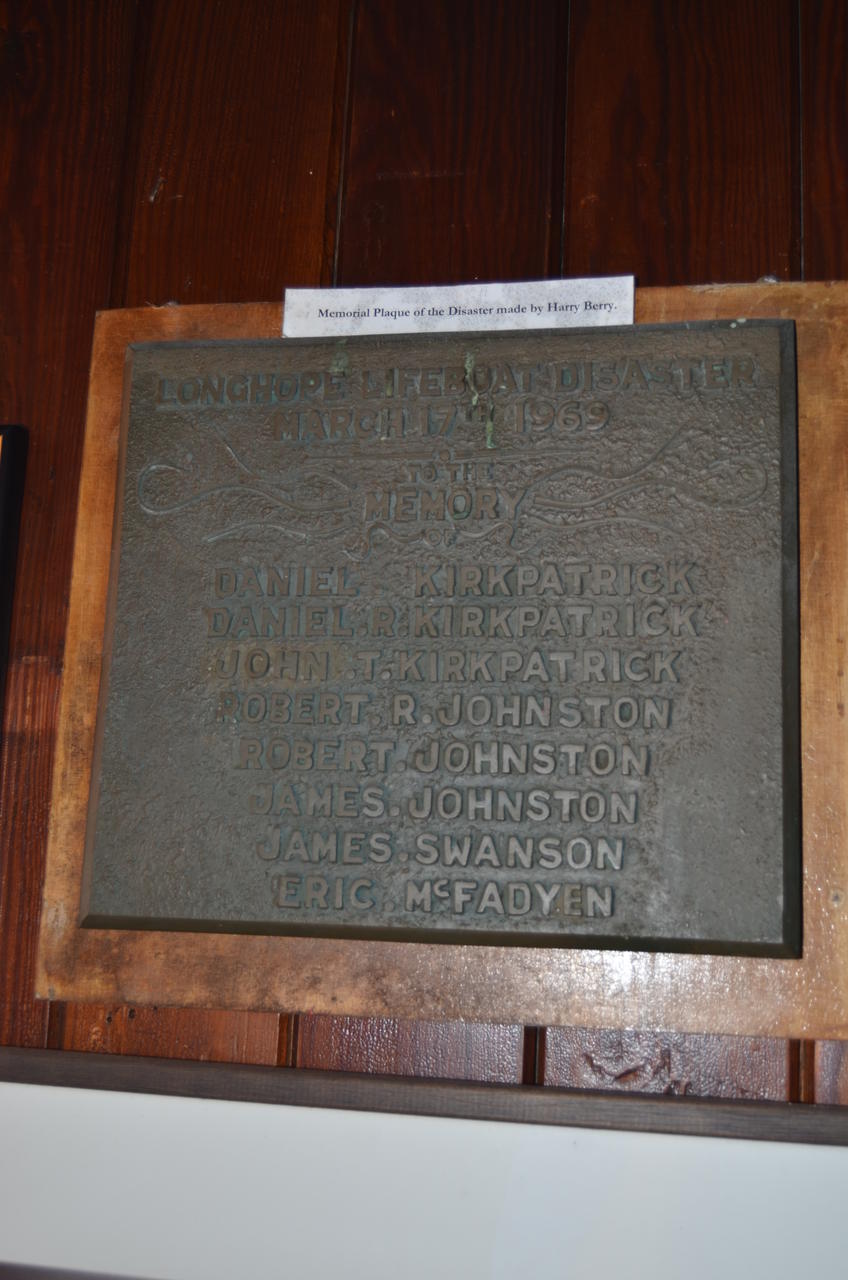 Memorial Plaque of the Disaster made by Harry Berry.
LONGHOPE LIFEBOAT DISASTER
MARCH 17TH 1969
TO THE
MEMORY
OF
DANIEL KIRKPATRICK
DANIEL.R.KIRKPATRICK
JOHN.T.KIRKPATRICK
ROBERT.R.JOHNSTON
ROBERT.JOHNSTON
JAMES.JOHNSTON
JAMES.SWANSON
ERIC.McFADYEN